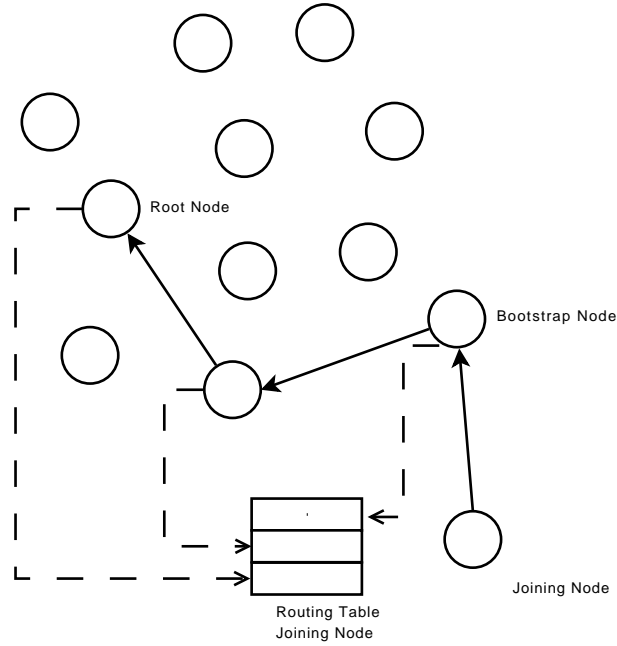 Root Node
Bootstrap Node
Joining Node
Routing Table
Joining Node